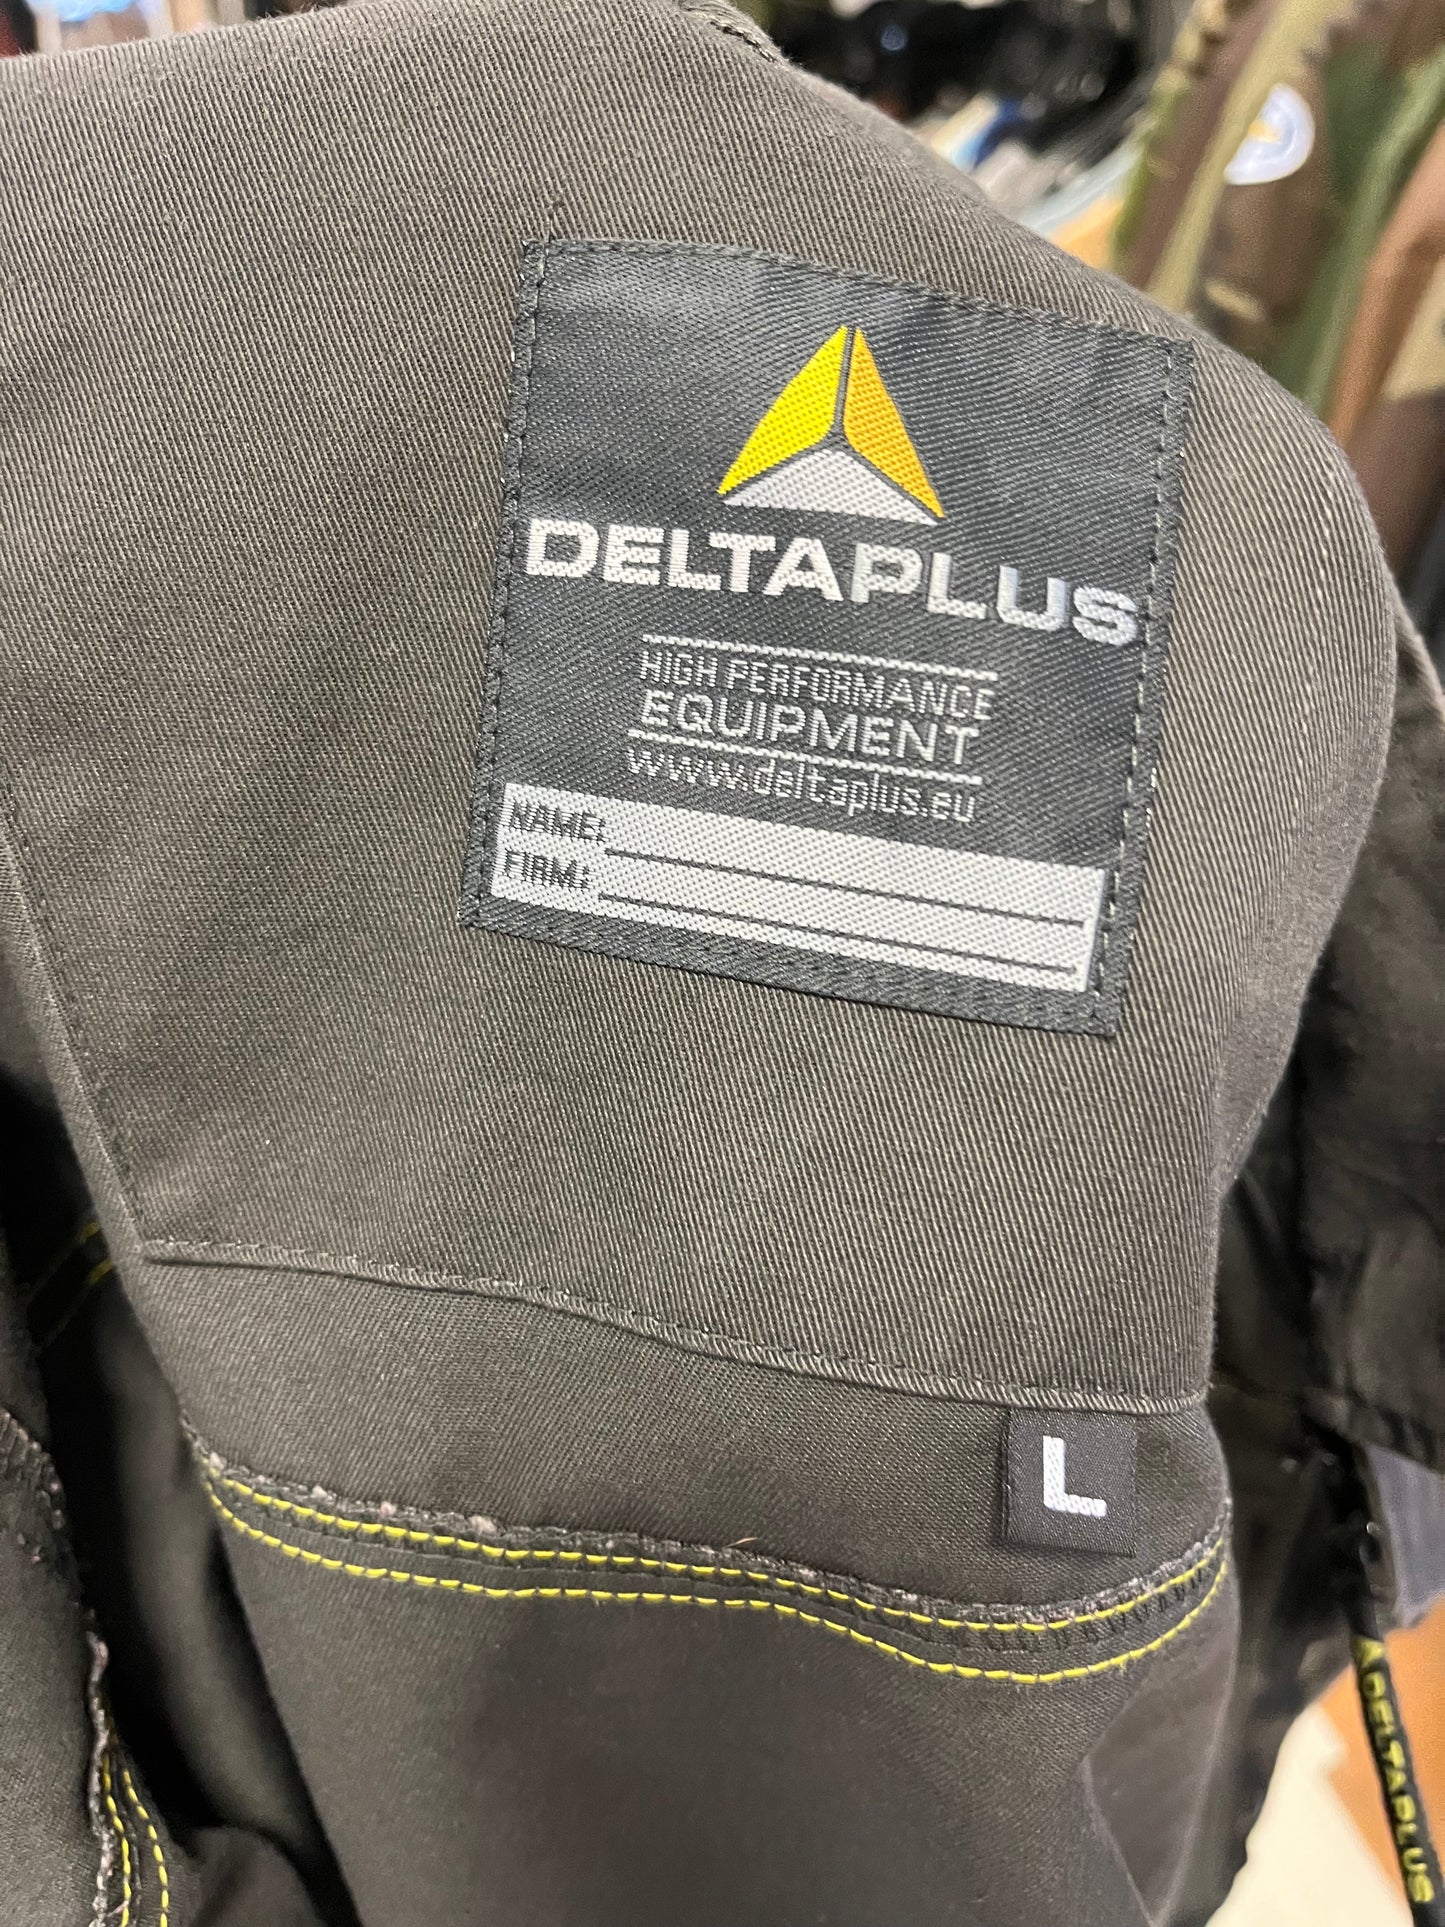 DELTAPLUS
HIGH PERFORMANCE
EQUIPMENT
www.deltaplus.eu
NAME:
FIRM:
L
DELTAPLUS